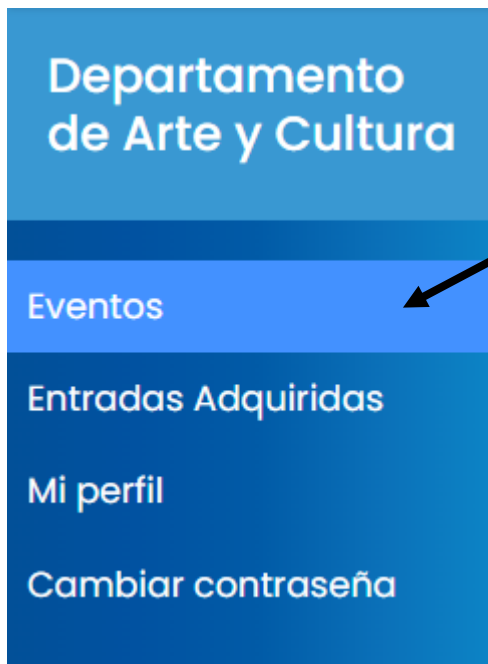 Departamento
de Arte y Cultura
Eventos
Entradas Adquiridas
Mi perfil
Cambiar contraseña